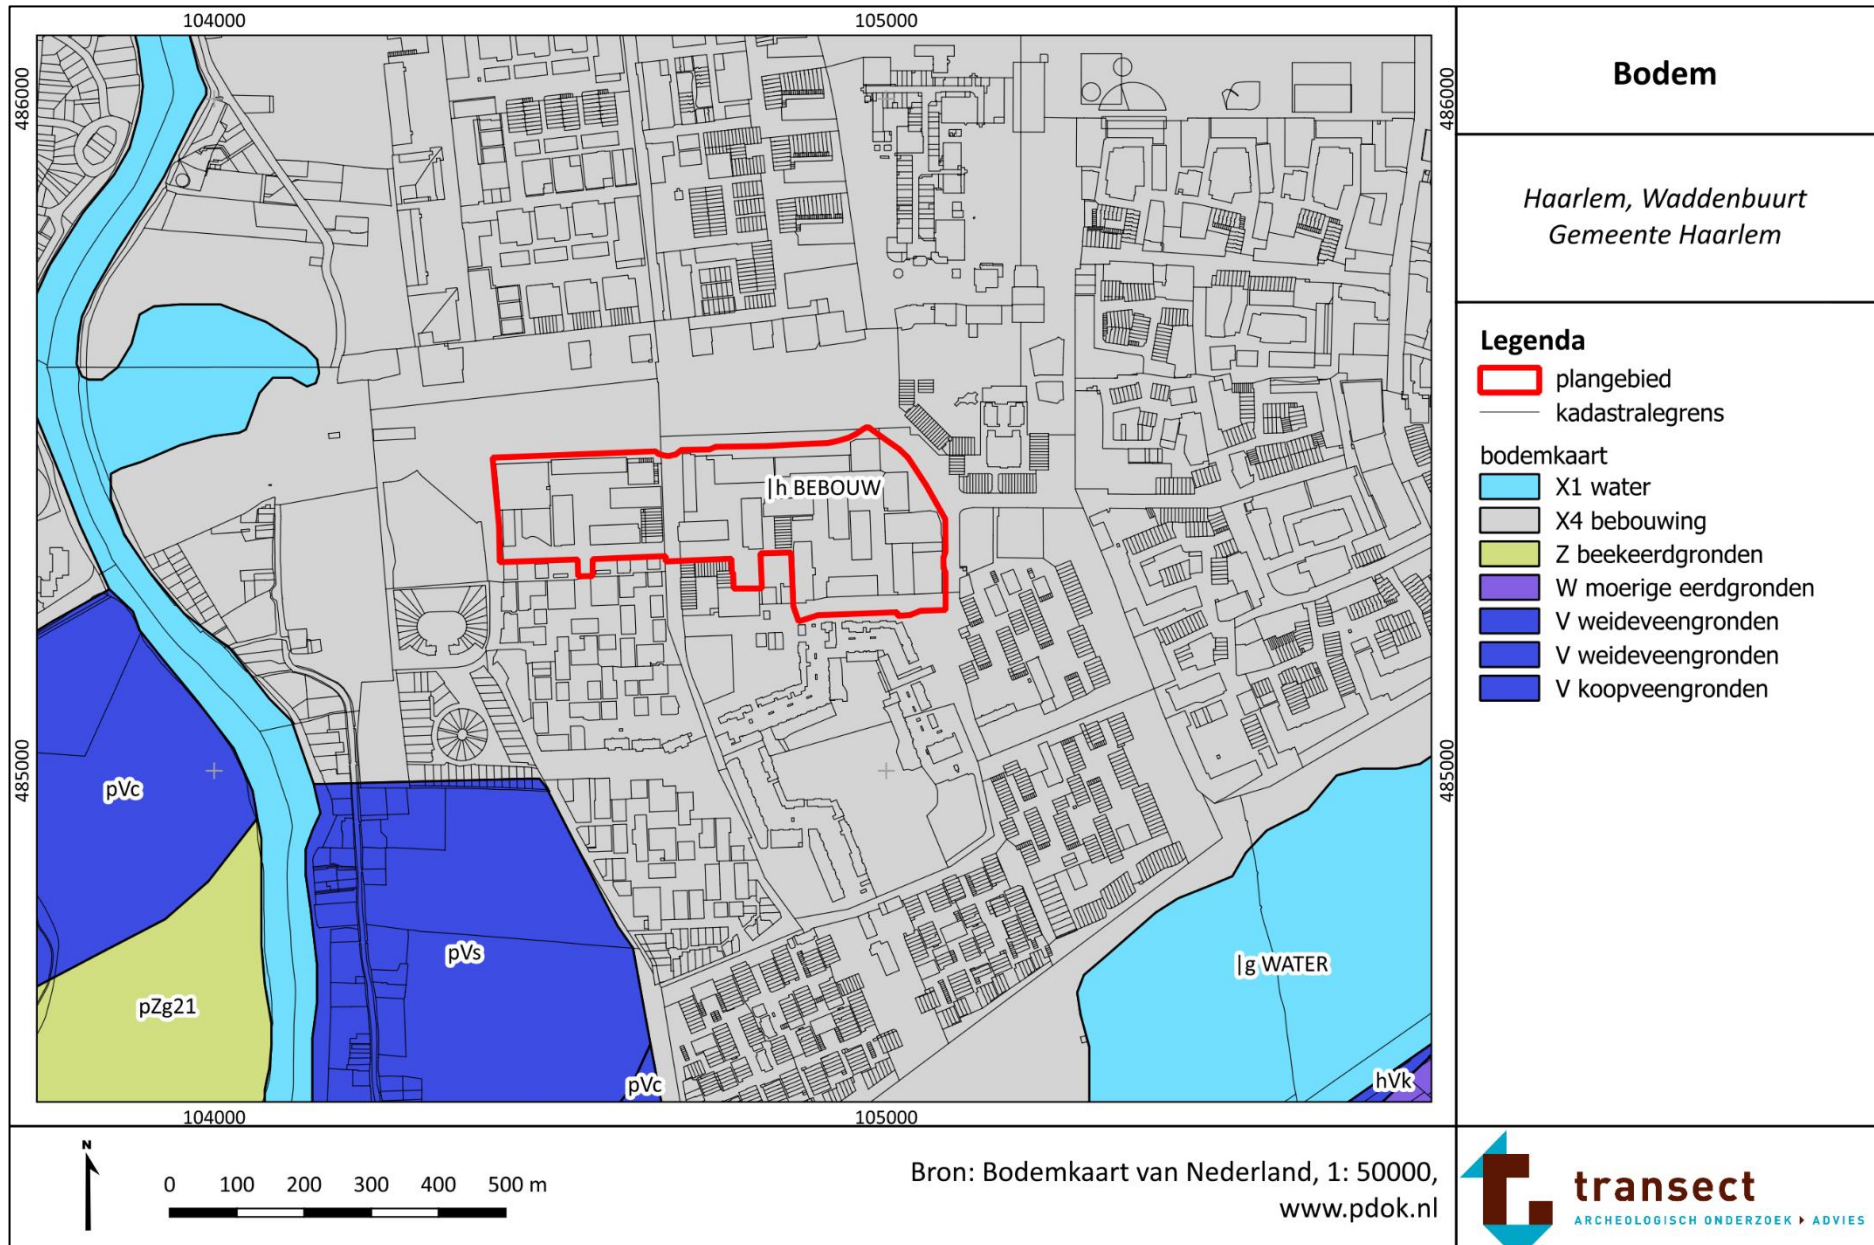 104000
105000
486000
486000
485000
485000
|h BEBOUW
pVc
pVs
pZg21
pVc
|g WATER
hVk
104000
105000
Bodem
Haarlem, Waddenbuurt
Gemeente Haarlem
Legenda
plangebied
kadastralegrens
bodemkaart
X1 water
X4 bebouwing
Z beekeerdgronden
W moerige eerdgronden
V weideveengronden
V weideveengronden
V koopveengronden
N
0 100 200 300 400 500 m
Bron: Bodemkaart van Nederland, 1: 50000,
www.pdok.nl
transect
ARCHEOLOGISCH ONDERZOEK ▸ ADVIES